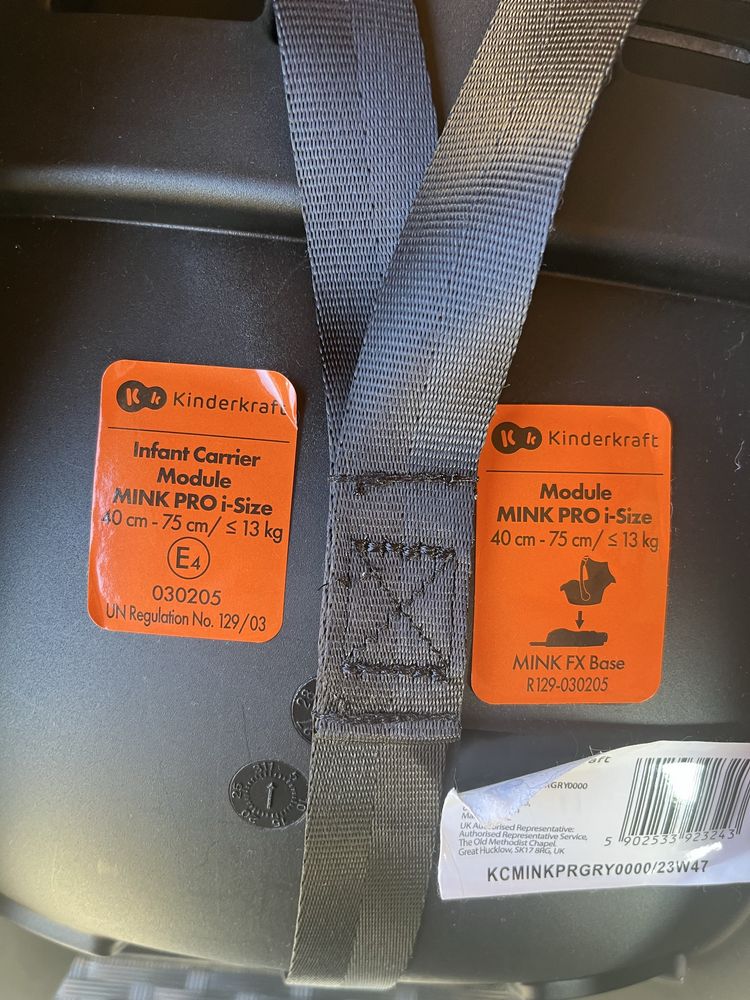 Kinderkraft
Infant Carrier
Module
MINK PRO i-Size
40 cm - 75 cm/ ≤ 13 kg
E4
030205
UN Regulation No. 129/03
Kinderkraft
Module
MINK PRO i-Size
40 cm - 75 cm/ ≤ 13 kg
MINK FX Base
R129-030205
UK Authorised Representative:
Authorised Representative Service,
The Old Methodist Chapel.
Great Hucklow, SK17 8RG, UK
5 902533 923243
KCMINKPRGRY0000/23W47